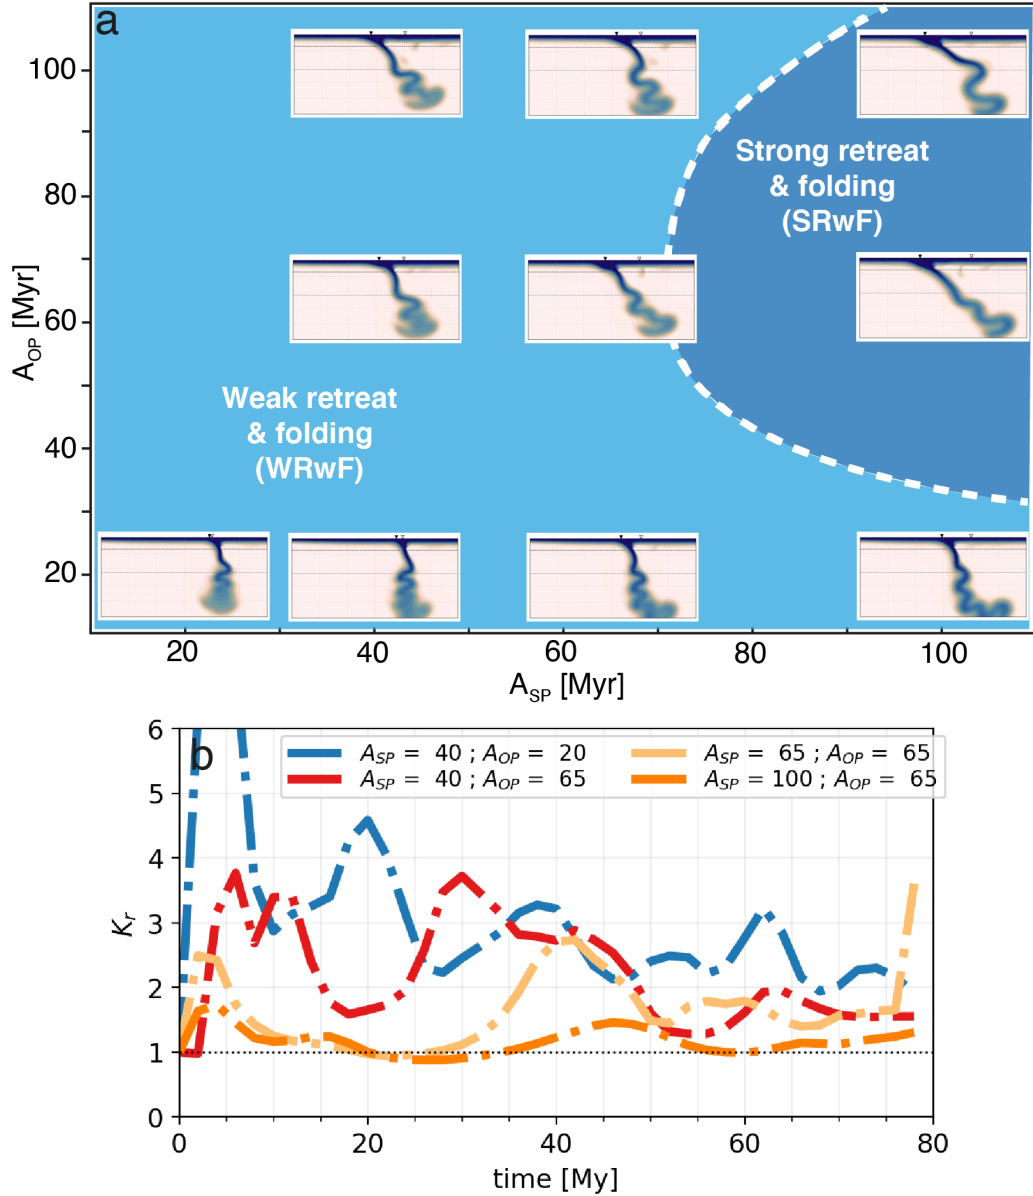 a
100
80
60
40
20
A_OP [Myr]
Strong retreat
& folding
(SRwF)
Weak retreat
& folding
(WRwF)
20 40 60 80 100
A_SP [Myr]
b
A_SP = 40 ; A_OP = 20
A_SP = 40 ; A_OP = 65
A_SP = 65 ; A_OP = 65
A_SP = 100 ; A_OP = 65
6
5
4
3
2
1
0
K_r
0 20 40 60 80
time [My]